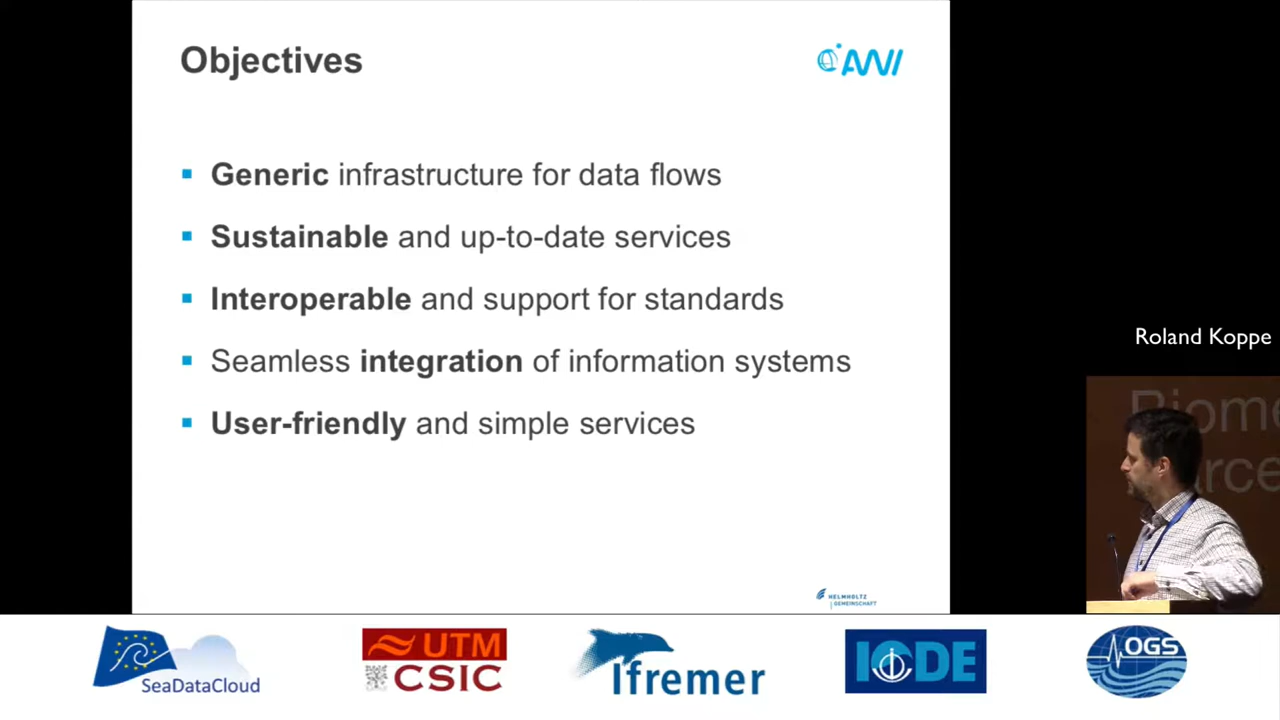 Objectives
AWI
Generic infrastructure for data flows
Sustainable and up-to-date services
Interoperable and support for standards
Seamless integration of information systems
User-friendly and simple services
HELMHOLTZ
GEMEINSCHAFT
Roland Koppe
SeaDataCloud
UTM
CSIC
Ifremer
IODE
OGS